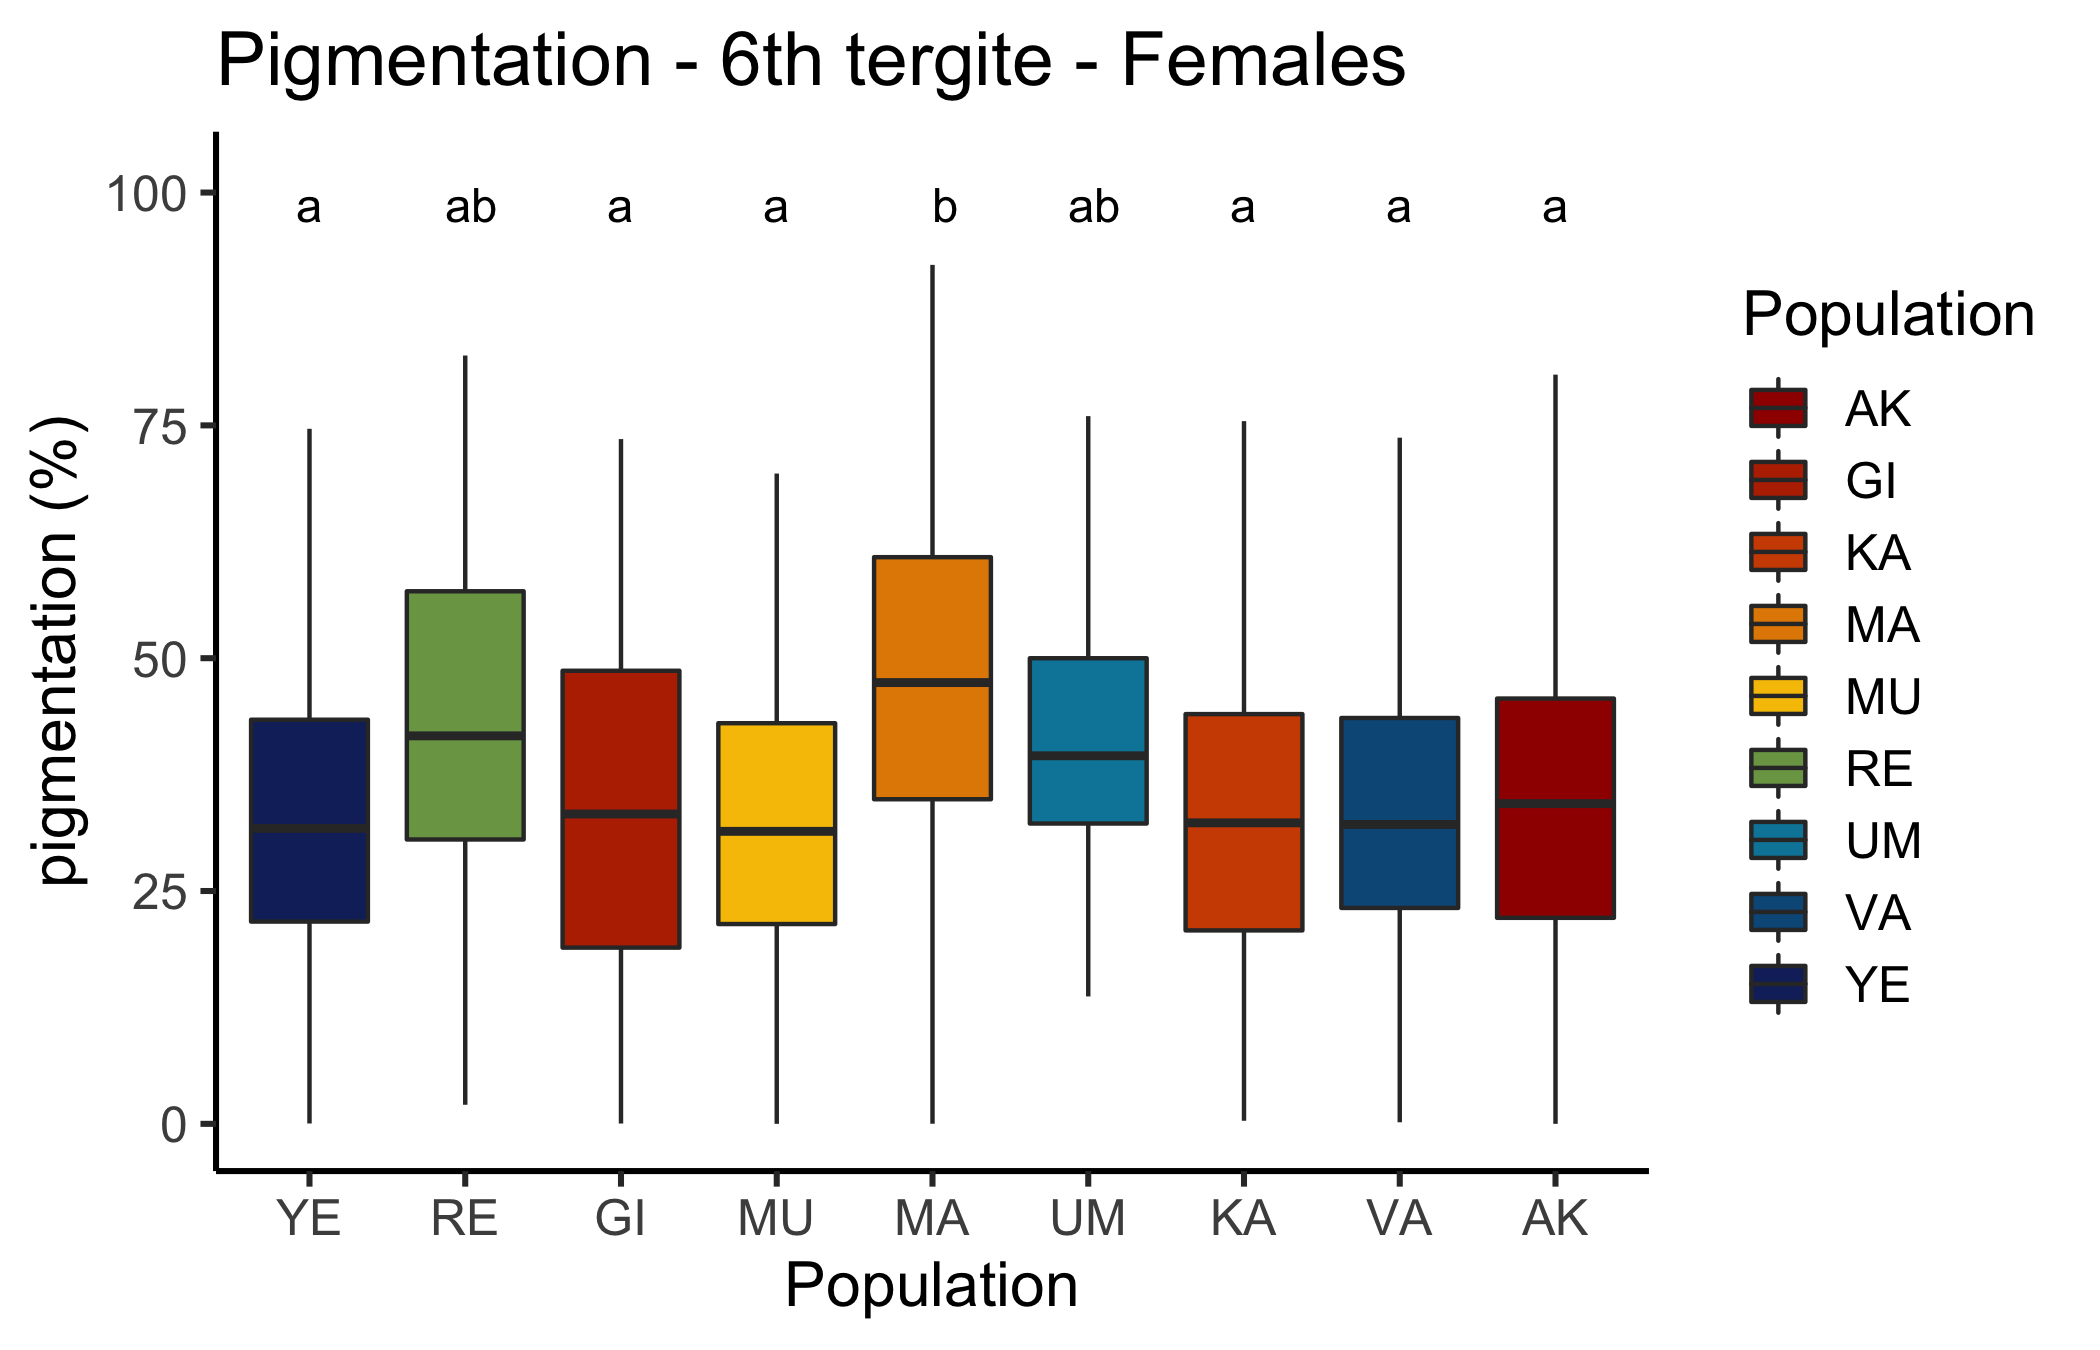 Pigmentation - 6th tergite - Females
pigmentation (%)
100
75
50
25
0
a ab a a b ab a a a
YE RE GI MU MA UM KA VA AK
Population
Population
AK
GI
KA
MA
MU
RE
UM
VA
YE